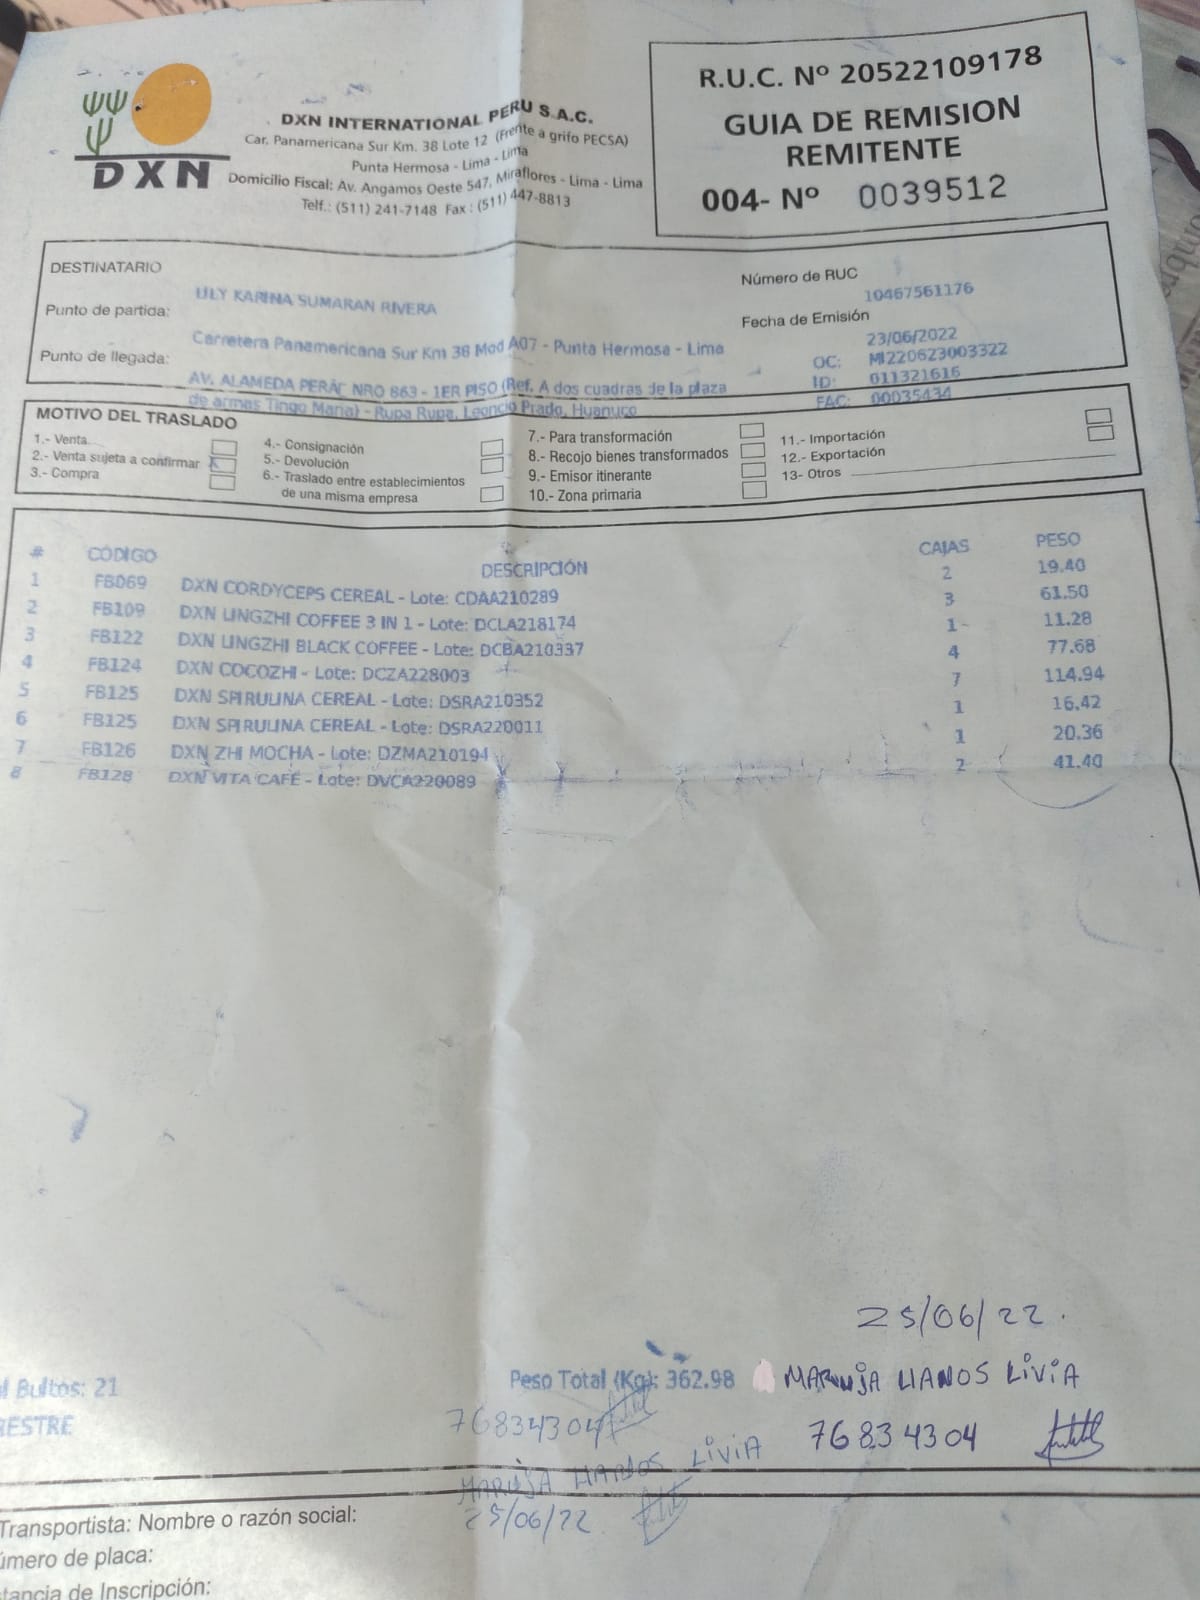 DXN
DXN INTERNATIONAL PERU S.A.C.
Car. Panamericana Sur Km. 38 Lote 12 (Frente a grifo PECSA)
Punta Hermosa - Lima - Lima
Domicilio Fiscal: Av. Angamos Oeste 547, Miraflores - Lima - Lima
Telf.: (511) 241-7148 Fax : (511) 447-8813
R.U.C. Nº 20522109178
GUIA DE REMISION
REMITENTE
004- Nº 0039512
DESTINATARIO
LILY KARINA SUMARAN RIVERA
Número de RUC
10467561176
Punto de partida:
Carretera Panamericana Sur Km 38 Mod A07 - Punta Hermosa - Lima
Fecha de Emisión
23/06/2022
Punto de llegada:
AV. ALAMEDA NRO 863 - 1ER PISO (Ref. A dos cuadras de la plaza
de armas Tingo Maria) - Rupa Rupa, Leoncio Prado, Huanuco
OC: MI220623003322
ID: 011321616
FAC: 00035434
MOTIVO DEL TRASLADO
1.- Venta
2.- Venta sujeta a confirmar X
3.- Compra
4.- Consignación
5.- Devolución
6.- Traslado entre establecimientos
de una misma empresa
7.- Para transformación
8.- Recojo bienes transformados
9.- Emisor itinerante
10.- Zona primaria
11.- Importación
12.- Exportación
13- Otros
# CÓDIGO DESCRIPCIÓN CAJAS PESO
1 FB069 DXN CORDYCEPS CEREAL - Lote: CDAA210289 2 19.40
2 FB109 DXN LINGZHI COFFEE 3 IN 1 - Lote: DCLA218174 3 61.50
3 FB122 DXN LINGZHI BLACK COFFEE - Lote: DCBA210337 1 11.28
4 FB124 DXN COCOZHI - Lote: DCZA228003 4 77.68
5 FB125 DXN SPIRULINA CEREAL - Lote: DSRA210352 7 114.94
6 FB125 DXN SPIRULINA CEREAL - Lote: DSRA220011 1 16.42
7 FB126 DXN ZHI MOCHA - Lote: DZMA210194 1 20.36
8 FB128 DXN VITA CAFÉ - Lote: DVCA220089 2 41.40
25/06/22.
l Bultos: 21
Peso Total (Kg): 362.98
MARUJA LLANOS LIVIA
RESTRE
76834304
76834304
MARUJA LLANOS LIVIA
25/06/22
Transportista: Nombre o razón social:
úmero de placa:
stancia de Inscripción: